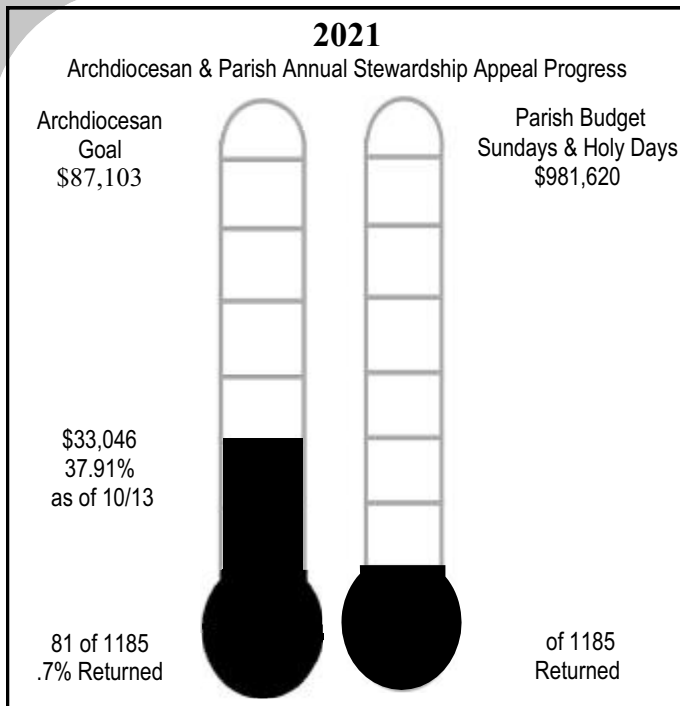 2021
Archdiocesan & Parish Annual Stewardship Appeal Progress
Archdiocesan
Goal
$87,103
Parish Budget
Sundays & Holy Days
$981,620
$33,046
37.91%
as of 10/13
81 of 1185
.7% Returned
of 1185
Returned